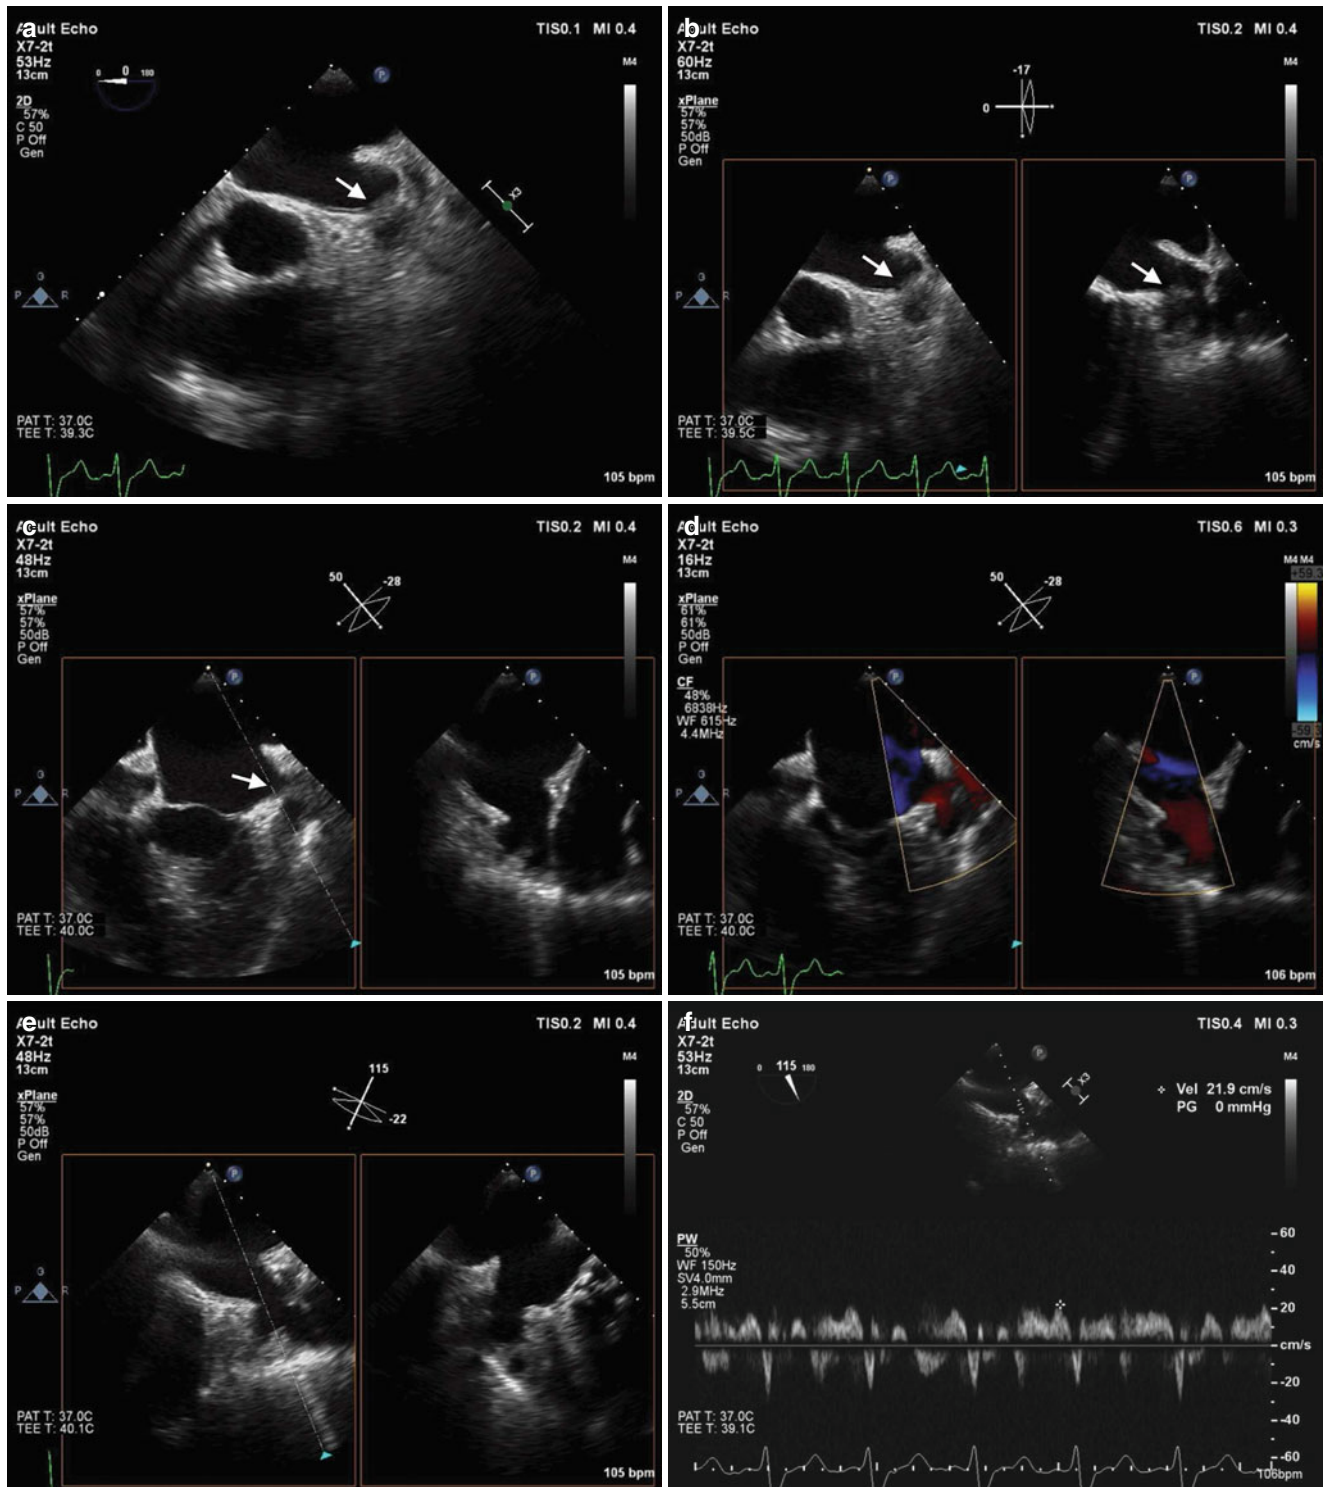 a
Adult Echo
TIS0.1 MI 0.4
X7-2t
53Hz
13cm
0 0 180
P
M4
2D
57%
C 50
P Off
Gen
X3
G
P R
PAT T: 37.0C
TEE T: 39.3C
105 bpm
b
Adult Echo
TIS0.2 MI 0.4
X7-2t
60Hz
13cm
-17
0
M4
xPlane
57%
57%
50dB
P Off
Gen
P
P
G
P R
PAT T: 37.0C
TEE T: 39.5C
105 bpm
c
Adult Echo
TIS0.2 MI 0.4
X7-2t
48Hz
13cm
50 -28
M4
xPlane
57%
57%
50dB
P Off
Gen
P
P
G
P R
PAT T: 37.0C
TEE T: 40.0C
105 bpm
d
Adult Echo
TIS0.6 MI 0.3
X7-2t
16Hz
13cm
50 -28
M4 M4
+59.3
xPlane
61%
61%
50dB
P Off
Gen
P
P
CF
48%
6838Hz
WF 615Hz
4.4MHz
cm/s
G
P R
PAT T: 37.0C
TEE T: 40.0C
106 bpm
e
Adult Echo
TIS0.2 MI 0.4
X7-2t
48Hz
13cm
115
-22
M4
xPlane
57%
57%
50dB
P Off
Gen
P
P
G
P R
PAT T: 37.0C
TEE T: 40.1C
105 bpm
f
Adult Echo
TIS0.4 MI 0.3
X7-2t
53Hz
13cm
0 115 180
P
M4
X3
Vel 21.9 cm/s
PG 0 mmHg
2D
57%
C 50
P Off
Gen
PW
50%
WF 150Hz
SV4.0mm
2.9MHz
5.5cm
60
40
20
cm/s
-20
-40
-60
PAT T: 37.0C
TEE T: 39.1C
106bpm